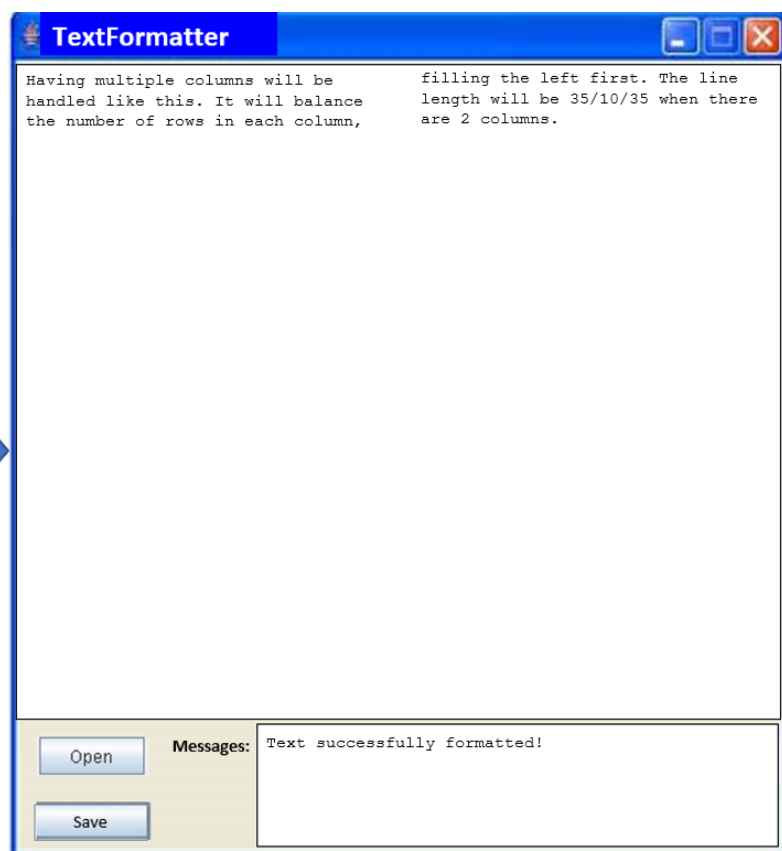 TextFormatter
Having multiple columns will be
handled like this. It will balance
the number of rows in each column,
filling the left first. The line
length will be 35/10/35 when there
are 2 columns.
Open
Messages:
Text successfully formatted!
Save